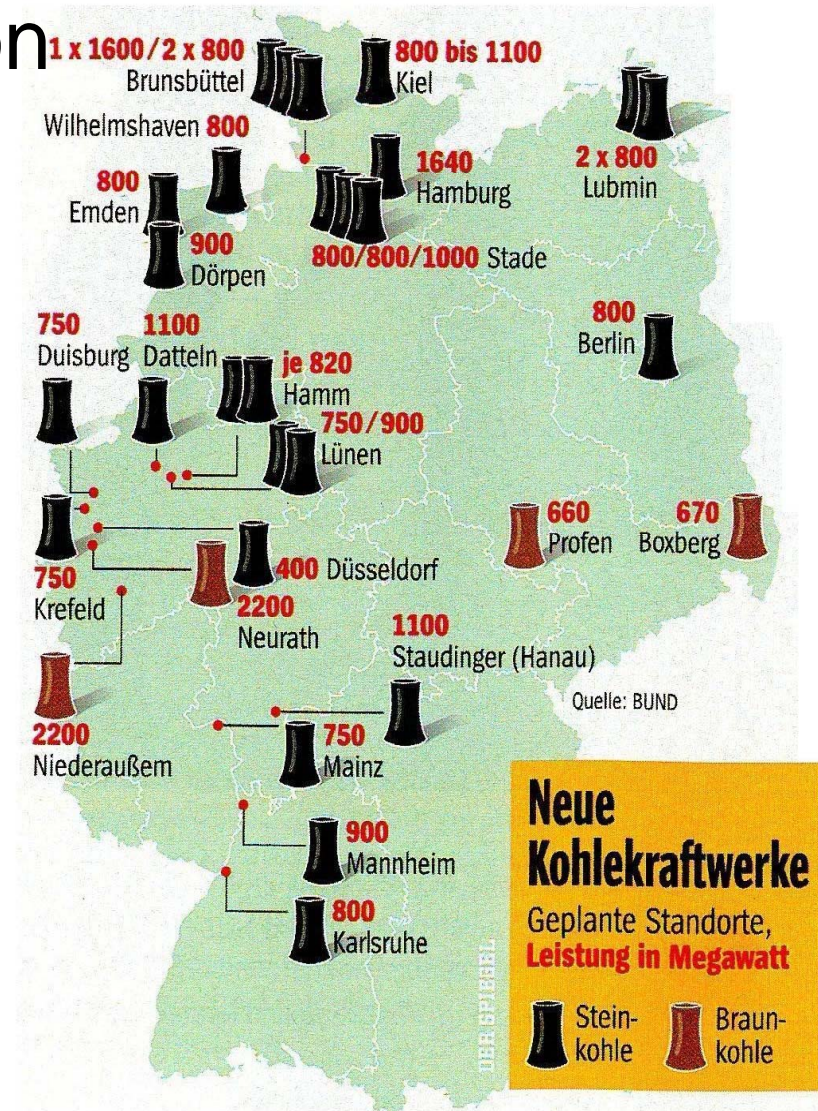 on
1 x 1600/2 x 800
Brunsbüttel
800 bis 1100
Kiel
Wilhelmshaven 800
2 x 800
Lubmin
1640
Hamburg
800
Emden
900
Dörpen
800/800/1000 Stade
750
Duisburg
1100
Datteln
je 820
Hamm
800
Berlin
750/900
Lünen
660
Profen
670
Boxberg
750
Krefeld
400 Düsseldorf
2200
Neurath
1100
Staudinger (Hanau)
Quelle: BUND
2200
Niederaußem
750
Mainz
900
Mannheim
800
Karlsruhe
DER SPIEGEL
Neue
Kohlekraftwerke
Geplante Standorte,
Leistung in Megawatt
Stein-
kohle
Braun-
kohle